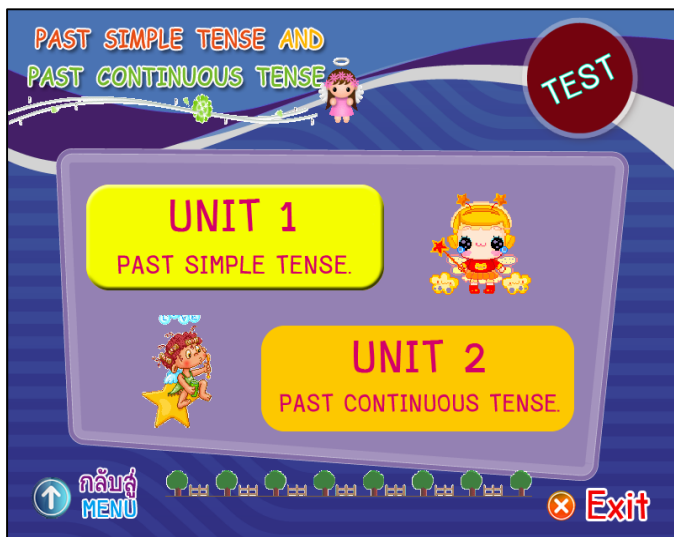 PAST SIMPLE TENSE AND
PAST CONTINUOUS TENSE
TEST
UNIT 1
PAST SIMPLE TENSE.
UNIT 2
PAST CONTINUOUS TENSE.
กลับสู่
MENU
Exit